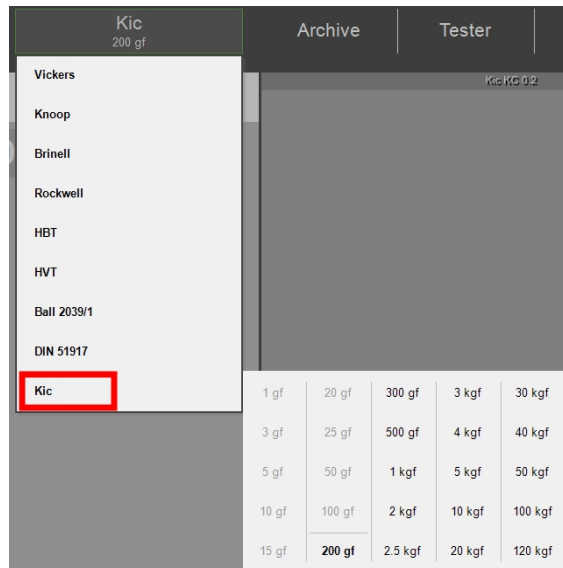 Kic
200 gf
Archive
Tester
Kic KC 0.2
Vickers
Knoop
Brinell
Rockwell
HBT
HVT
Ball 2039/1
DIN 51917
Kic
1 gf 20 gf 300 gf 3 kgf 30 kgf
3 gf 25 gf 500 gf 4 kgf 40 kgf
5 gf 50 gf 1 kgf 5 kgf 50 kgf
10 gf 100 gf 2 kgf 10 kgf 100 kgf
15 gf 200 gf 2.5 kgf 20 kgf 120 kgf